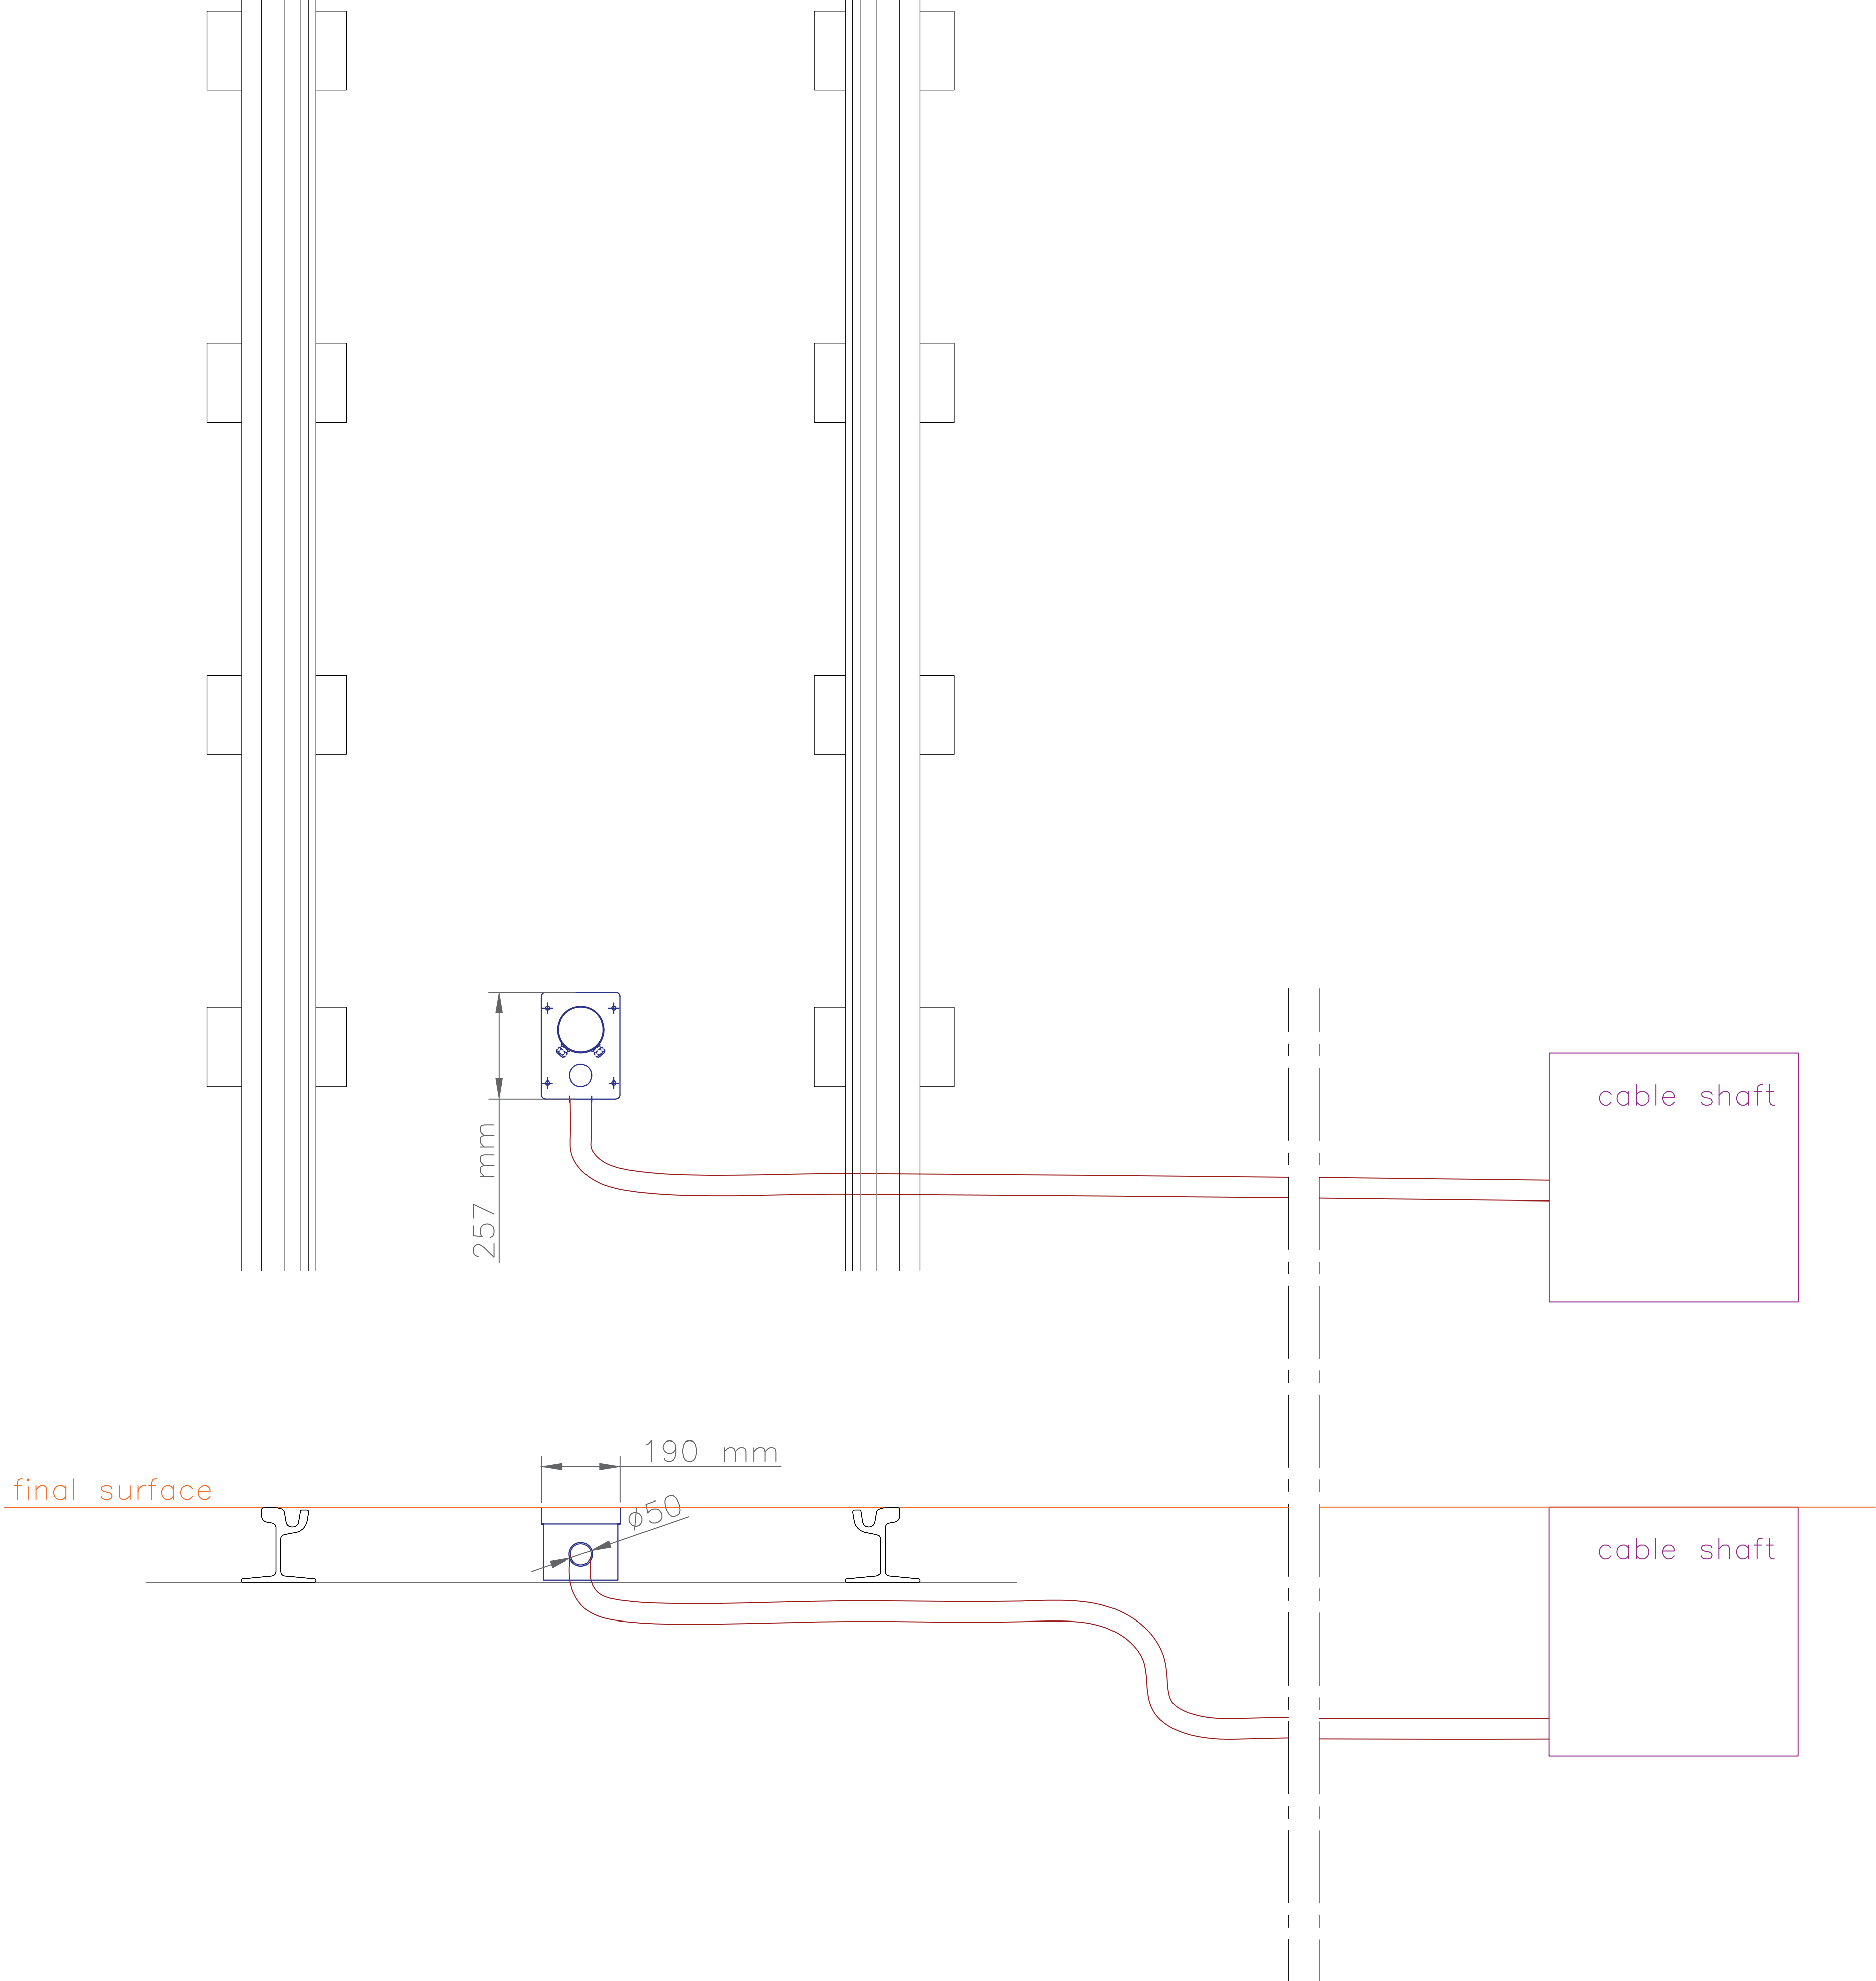 cable shaft
257 mm
190 mm
final surface
ϕ50
cable shaft